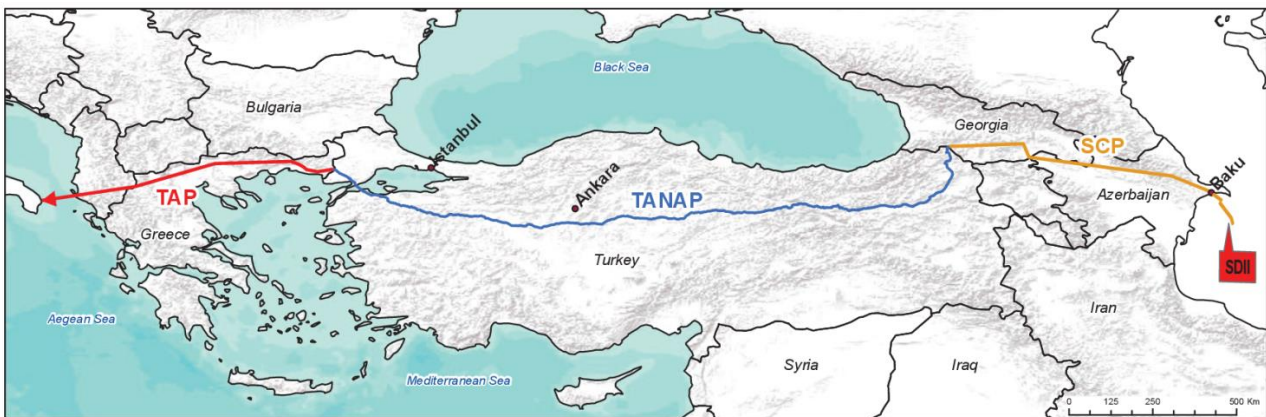 Black Sea
Bulgaria
Georgia
Istanbul
SCP
Baku
TAP
Ankara
TANAP
Azerbaijan
Greece
Turkey
SDII
Iran
Aegean Sea
Mediterranean Sea
Syria
Iraq
0 125 250 500 Km